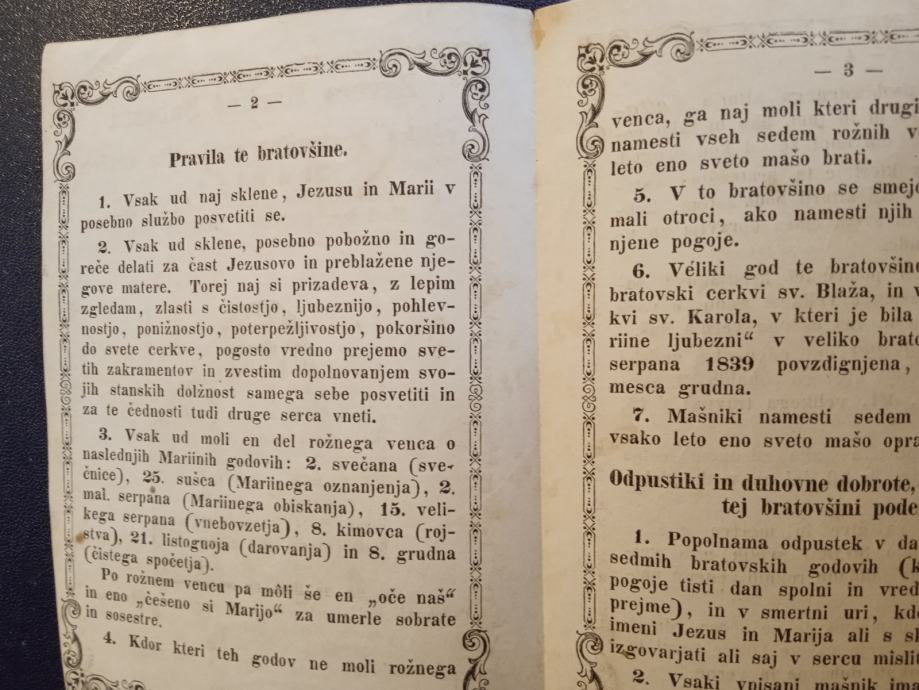 — 2 —
Pravila te bratovšine.
1. Vsak ud naj sklene, Jezusu in Marii v
posebno službo posvetiti se.
2. Vsak ud sklene, posebno pobožno in go-
reče delati za čast Jezusovo in preblažene nje-
gove matere. Torej naj si prizadeva, z lepim
zgledam, zlasti s čistostjo, ljubeznijo, pohlev-
nostjo, ponižnostjo, poterpežljivostjo, pokoršino
do svete cerkve, pogosto vredno prejemo sve-
tih zakramentov in zvestim dopolnovanjem svo-
jih stanskih dolžnost samega sebe posvetiti in
za te čednosti tudi druge serca vneti.
3. Vsak ud moli en del rožnega venca o
naslednjih Mariinih godovih: 2. svečana (sve-
čnice), 25. sušca (Mariinega oznanjenja), 2.
mal. serpana (Mariinega obiskanja), 15. veli-
kega serpana (vnebovzetja), 8. kimovca (roj-
stva), 21. listognoja (darovanja) in 8. grudna
(čistega spočetja).
Po rožnem vencu pa môli še en „oče naš“
in eno „češeno si Marijo“ za umerle sobrate
in sosestre.
4. Kdor kteri teh godov ne moli rožnega
— 3 —
venca, ga naj moli kteri drugi
namesti vseh sedem rožnih v
leto eno sveto mašo brati.
5. V to bratovšino se smej
mali otroci, ako namesti njih
njene pogoje.
6. Véliki god te bratovšine
bratovski cerkvi sv. Blaža, in v
kvi sv. Karola, v kteri je bila
riine ljubezni“ v veliko brato
serpana 1839 povzdignjena,
mesca grudna.
7. Mašniki namesti sedem
vsako leto eno sveto mašo opra
Odpustiki in duhovne dobrote,
tej bratovšini pode
1. Popolnama odpustek v da
sedmih bratovskih godovih (k
pogoje tisti dan spolni in vred
prejme), in v smertni uri, kdo
imeni Jezus in Marija ali s sk
izgovarjati ali saj v sercu mislit
2. Vsaki vpisani mašnik ima